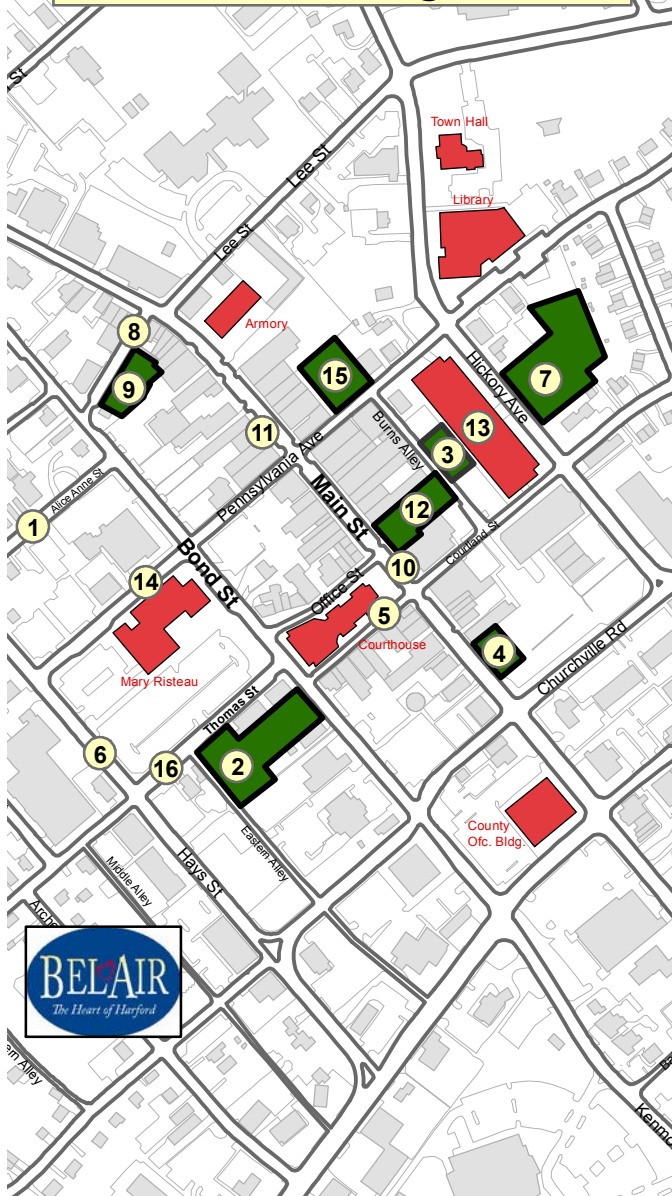 St
Town Hall
Lee St
Library
Lee St
Armory
8
Hickory Ave
15
7
9
11
13
Burns Alley
3
Pennsylvania Ave
Alice Anne St
Main St
12
1
Courtland St
Bond St
10
14
Office St
5
Courthouse
4
Churchville Rd
Mary Risteau
Thomas St
6
16
2
County
Ofc. Bldg.
Eastern Alley
Hays St
Middle Alley
BEL AIR
The Heart of Harford